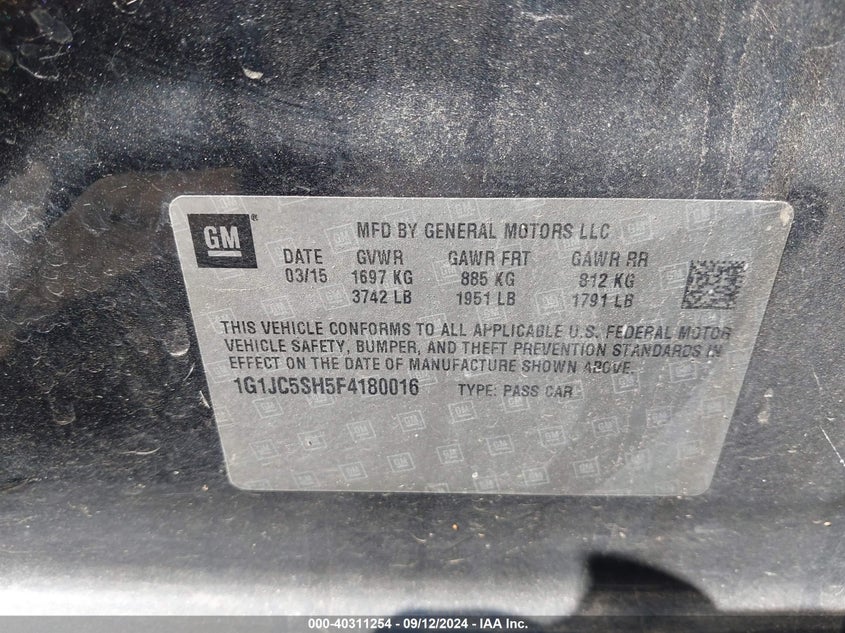 GM® MFD BY GENERAL MOTORS LLC
DATE GVWR GAWR FRT GAWR RR
03/15 1697 KG 885 KG 812 KG
3742 LB 1951 LB 1791 LB
THIS VEHICLE CONFORMS TO ALL APPLICABLE U.S. FEDERAL MOTOR
VEHICLE SAFETY, BUMPER, AND THEFT PREVENTION STANDARDS IN
EFFECT ON THE DATE OF MANUFACTURE SHOWN ABOVE.
1G1JC5SH5F4180016 TYPE: PASS CAR
000-40311254 - 09/12/2024 - IAA Inc.